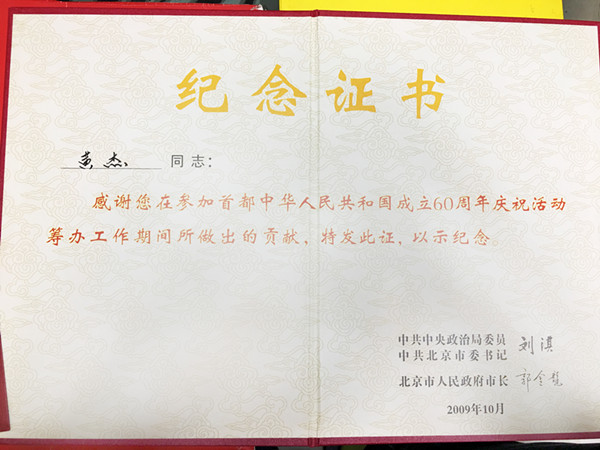 纪念证书
黄杰 同志：
感谢您在参加首都中华人民共和国成立60周年庆祝活动
筹办工作期间所做出的贡献，特发此证，以示纪念
中共中央政治局委员
中共北京市委书记 刘淇
北京市人民政府市长 郭金龙
2009年10月